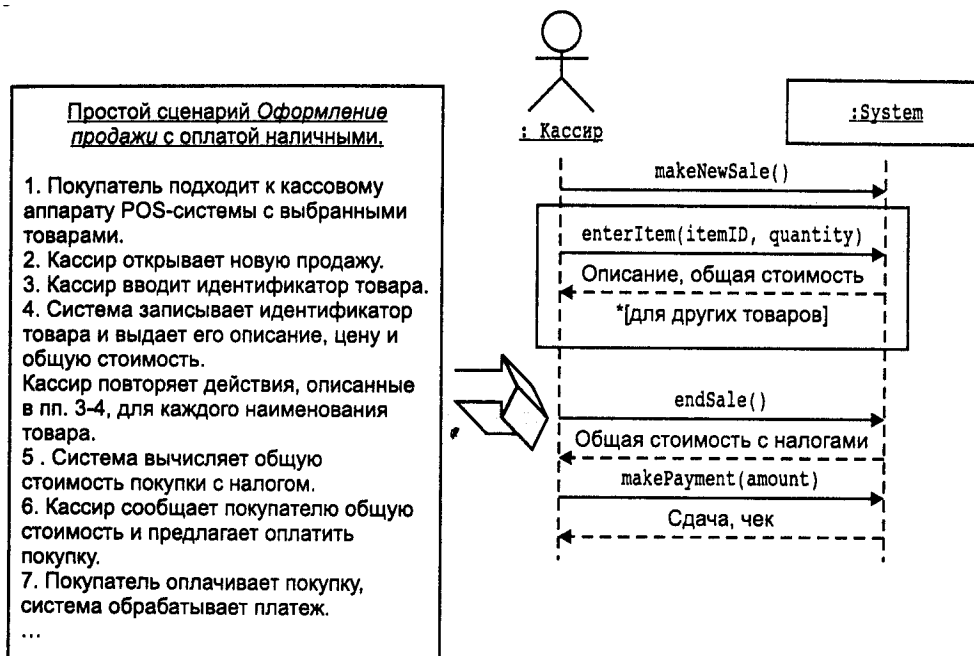 Простой сценарий Оформление
продажи с оплатой наличными.
1. Покупатель подходит к кассовому
аппарату POS-системы с выбранными
товарами.
2. Кассир открывает новую продажу.
3. Кассир вводит идентификатор товара.
4. Система записывает идентификатор
товара и выдает его описание, цену и
общую стоимость.
Кассир повторяет действия, описанные
в пп. 3-4, для каждого наименования
товара.
5 . Система вычисляет общую
стоимость покупки с налогом.
6. Кассир сообщает покупателю общую
стоимость и предлагает оплатить
покупку.
7. Покупатель оплачивает покупку,
система обрабатывает платеж.
...
: Кассир
:System
makeNewSale()
enterItem(itemID, quantity)
Описание, общая стоимость
*[для других товаров]
endSale()
Общая стоимость с налогами
makePayment(amount)
Сдача, чек